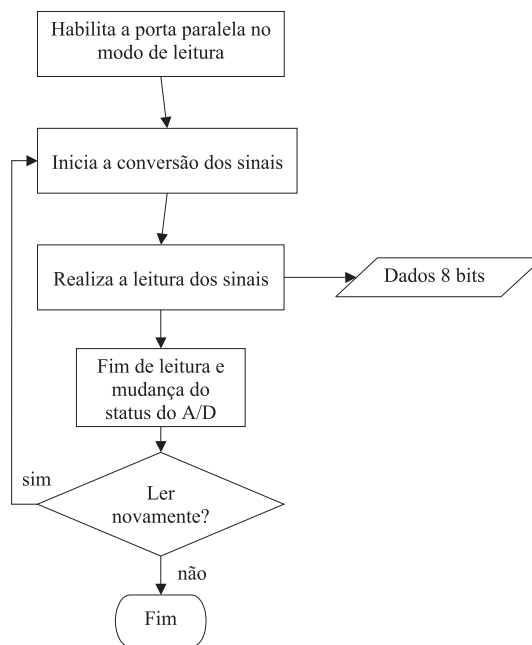 Habilita a porta paralela no
modo de leitura
Inicia a conversão dos sinais
Realiza a leitura dos sinais
Dados 8 bits
Fim de leitura e
mudança do
status do A/D
sim
Ler
novamente?
não
Fim